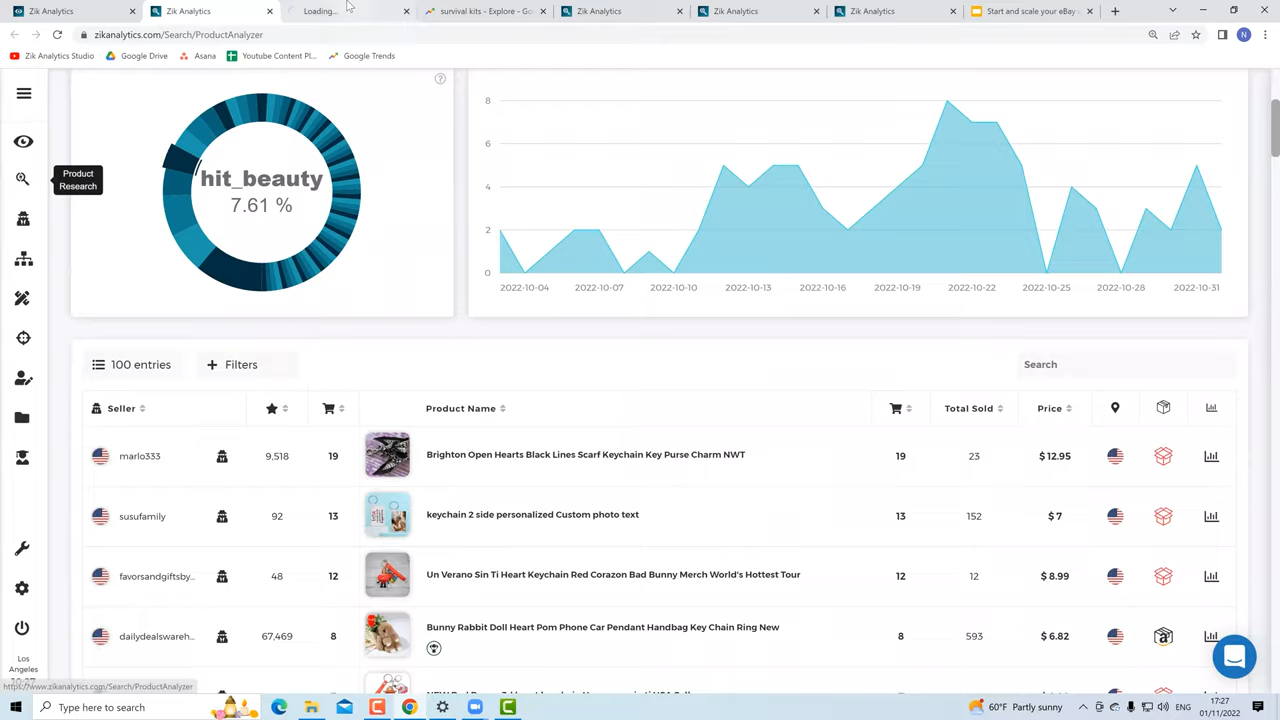 Zik Analytics
Zik Analytics
Loading...
survival kits - Explore - Go
Zik Analytics
Zik Analytics
Zik Analytics
Start and scale your eBay
zikanalytics.com/Search/ProductAnalyzer
N
Zik Analytics Studio
Google Drive
Asana
Youtube Content Pl...
Google Trends
Product
Research
hit_beauty
7.61 %
8
6
4
2
0
2022-10-04
2022-10-07
2022-10-10
2022-10-13
2022-10-16
2022-10-19
2022-10-22
2022-10-25
2022-10-28
2022-10-31
100 entries
Filters
Search
Seller
Product Name
Total Sold
Price
marlo333
9,518
19
Brighton Open Hearts Black Lines Scarf Keychain Key Purse Charm NWT
19
23
$ 12.95
susufamily
92
13
keychain 2 side personalized Custom photo text
13
152
$ 7
favorsandgiftsby...
48
12
Un Verano Sin Ti Heart Keychain Red Corazon Bad Bunny Merch World's Hottest Tour
12
12
$ 8.99
dailydealswareh...
67,469
8
Bunny Rabbit Doll Heart Pom Phone Car Pendant Handbag Key Chain Ring New
8
593
$ 6.82
Los
Angeles
https://www.zikanalytics.com/Search/ProductAnalyzer
Type here to search
60°F Partly sunny
ENG
17:27
01/11/2022